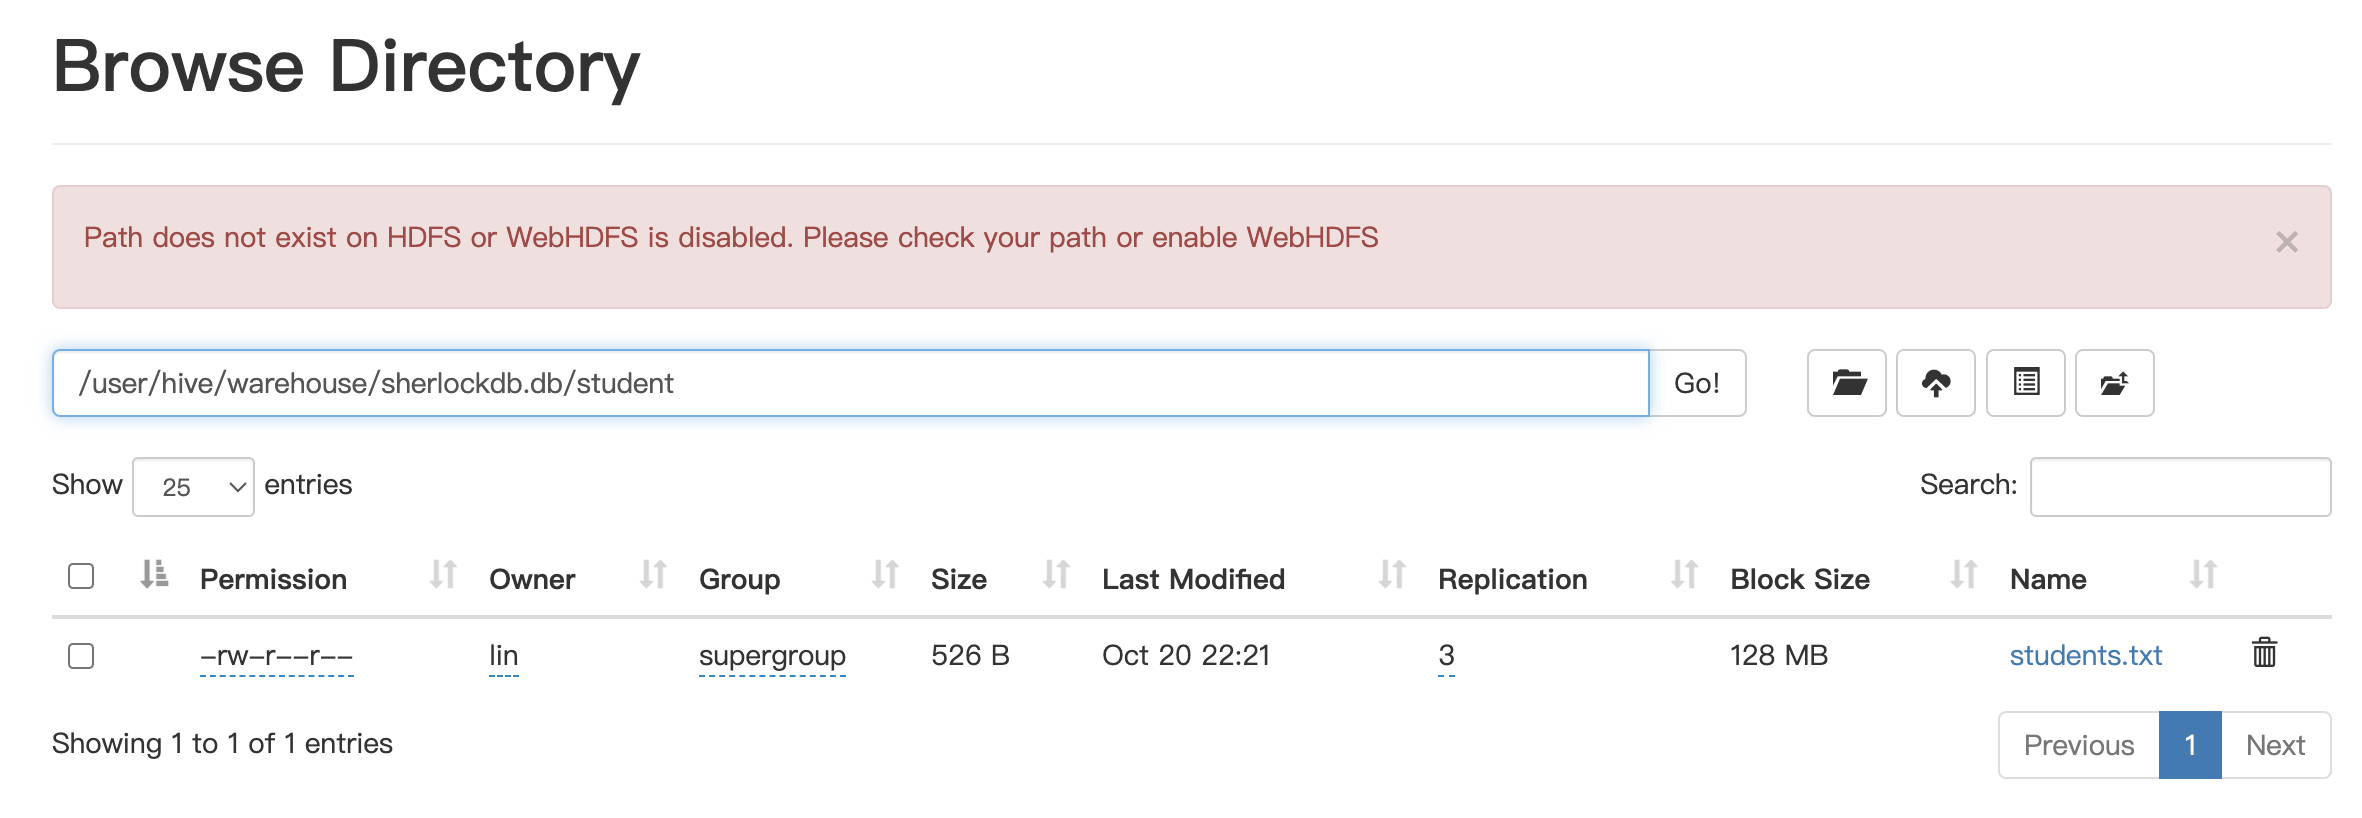 Browse Directory
Path does not exist on HDFS or WebHDFS is disabled. Please check your path or enable WebHDFS ×
/user/hive/warehouse/sherlockdb.db/student Go!
Show 25 entries Search:
Permission Owner Group Size Last Modified Replication Block Size Name
-rw-r--r-- lin supergroup 526 B Oct 20 22:21 3 128 MB students.txt
Showing 1 to 1 of 1 entries Previous 1 Next